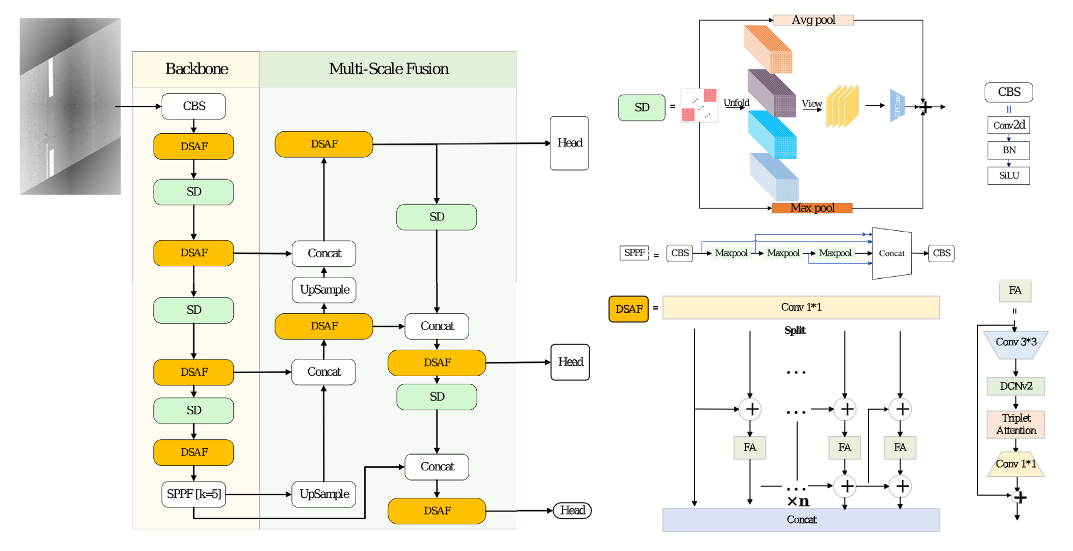 Backbone
Multi-Scale Fusion
CBS
DSAF
SD
DSAF
SD
DSAF
SD
DSAF
SPPF [k=5]
DSAF
Concat
UpSample
DSAF
Concat
UpSample
SD
Concat
DSAF
SD
Concat
DSAF
Head
Head
Head
SD
=
Avg pool
Unfold
View
Max pool
+
CBS
=
Conv2d
BN
SiLU
SPPF
=
CBS
Maxpool
Maxpool
Maxpool
Concat
CBS
DSAF
=
Conv 1*1
Split
...
+
...
+
+
FA
FA
FA
...
+
+
×n
Concat
FA
=
Conv 3*3
DCNv2
Triplet
Attention
Conv 1*1
+